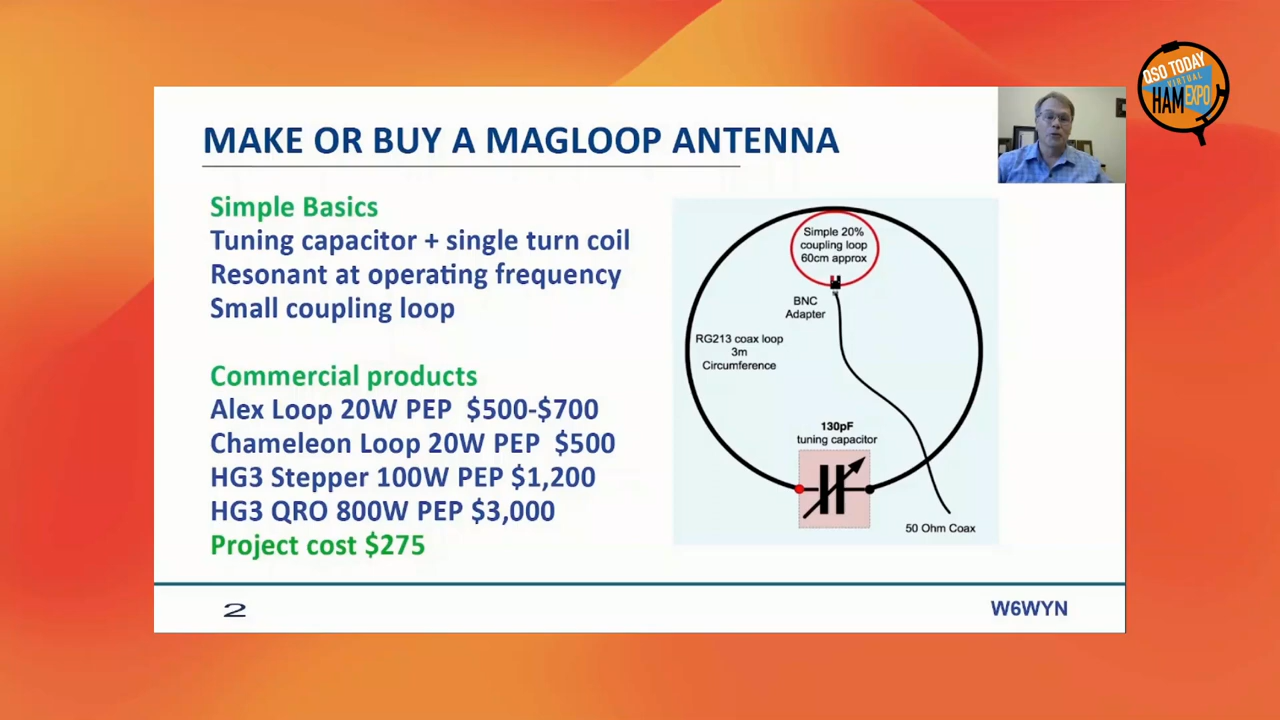 QSO TODAY
VIRTUAL
HAM EXPO
MAKE OR BUY A MAGLOOP ANTENNA
Simple Basics
Tuning capacitor + single turn coil
Resonant at operating frequency
Small coupling loop
Commercial products
Alex Loop 20W PEP $500-$700
Chameleon Loop 20W PEP $500
HG3 Stepper 100W PEP $1,200
HG3 QRO 800W PEP $3,000
Project cost $275
Simple 20%
coupling loop
60cm approx
BNC
Adapter
RG213 coax loop
3m
Circumference
130pF
tuning capacitor
50 Ohm Coax
2
W6WYN